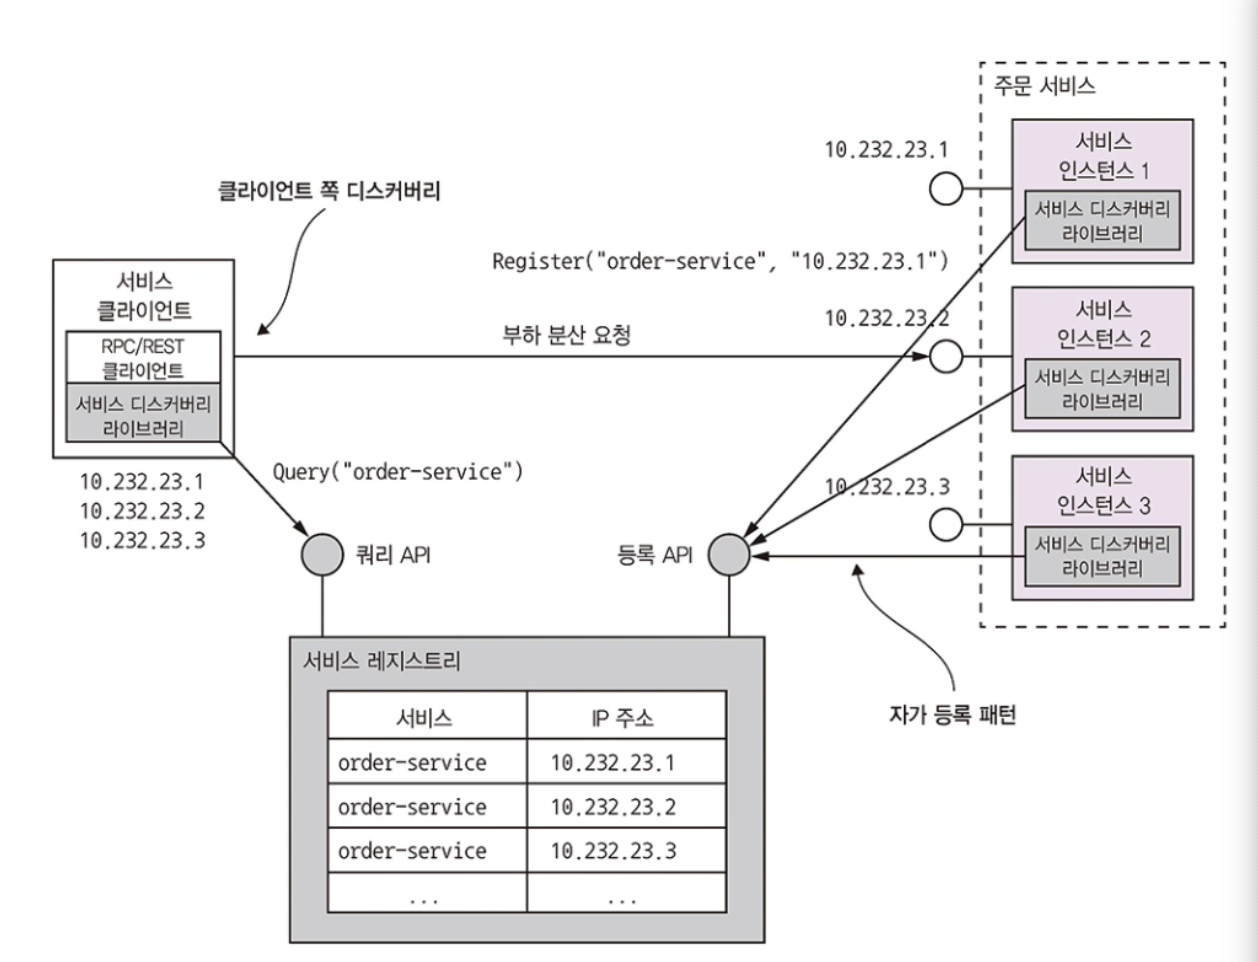 주문 서비스
서비스
인스턴스 1
서비스 디스커버리
라이브러리
10.232.23.1
클라이언트 쪽 디스커버리
Register("order-service", "10.232.23.1")
서비스
클라이언트
RPC/REST
클라이언트
서비스 디스커버리
라이브러리
10.232.23.1
10.232.23.2
10.232.23.3
부하 분산 요청
10.232.23.2
서비스
인스턴스 2
서비스 디스커버리
라이브러리
Query("order-service")
10.232.23.3
서비스
인스턴스 3
서비스 디스커버리
라이브러리
쿼리 API
등록 API
자가 등록 패턴
서비스 레지스트리
서비스 IP 주소
order-service 10.232.23.1
order-service 10.232.23.2
order-service 10.232.23.3
... ...